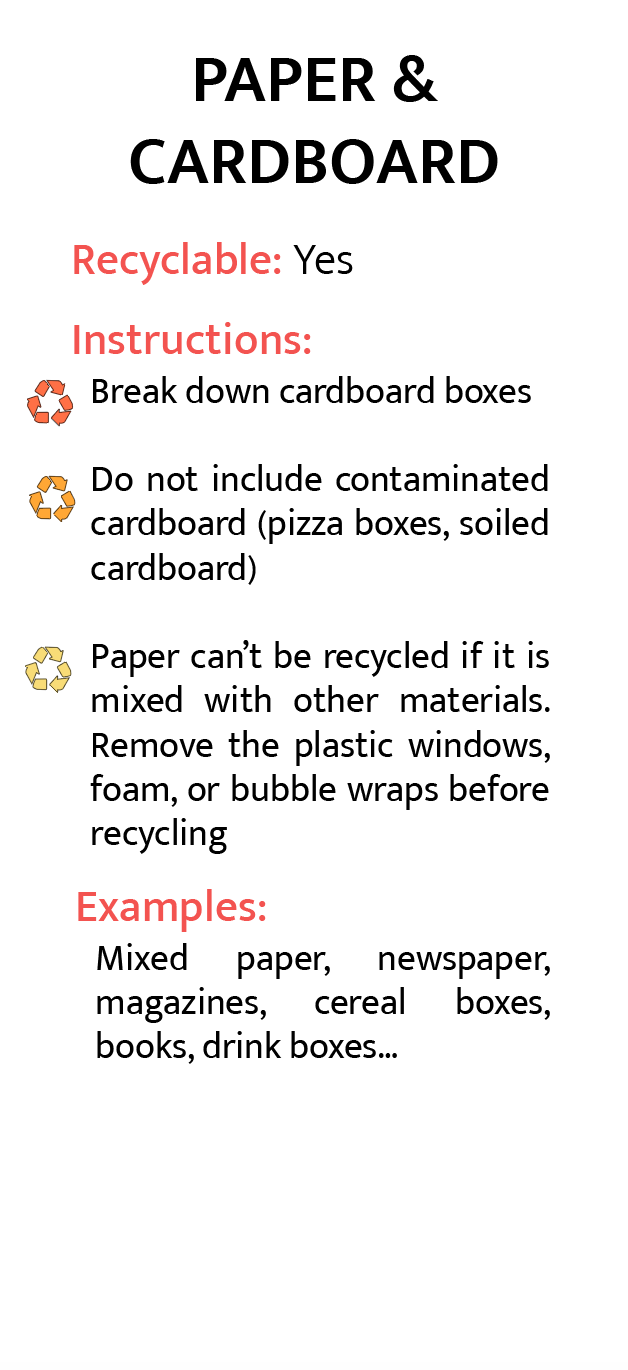 PAPER &
CARDBOARD
Recyclable: Yes
Instructions:
Break down cardboard boxes
Do not include contaminated
cardboard (pizza boxes, soiled
cardboard)
Paper can’t be recycled if it is
mixed with other materials.
Remove the plastic windows,
foam, or bubble wraps before
recycling
Examples:
Mixed paper, newspaper,
magazines, cereal boxes,
books, drink boxes...